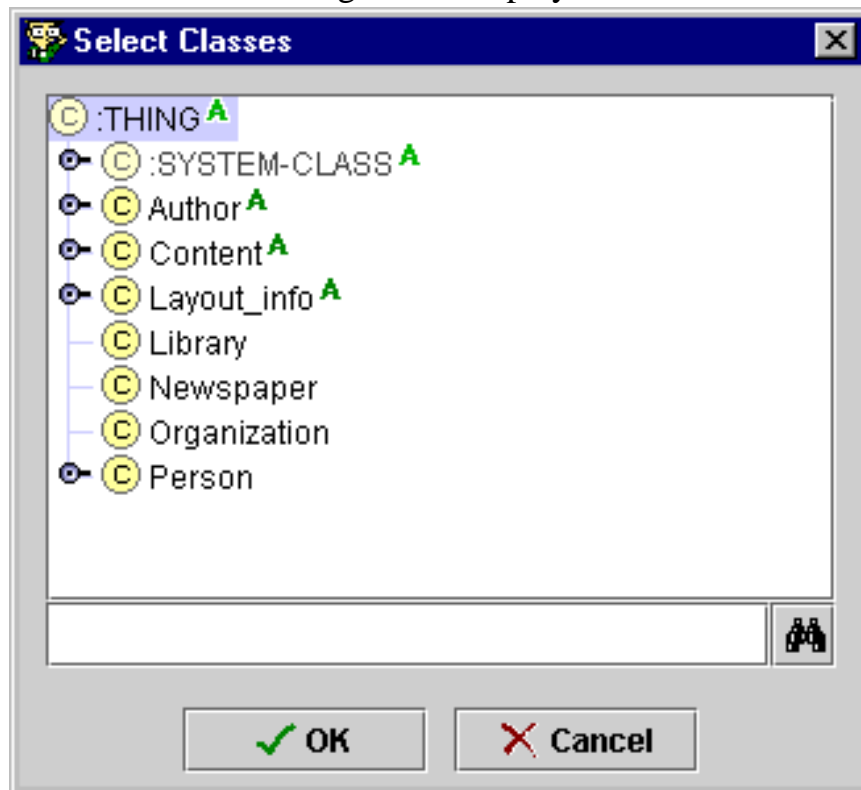 Select Classes
C :THING A
C :SYSTEM-CLASS A
C Author A
C Content A
C Layout_info A
C Library
C Newspaper
C Organization
C Person
OK Cancel